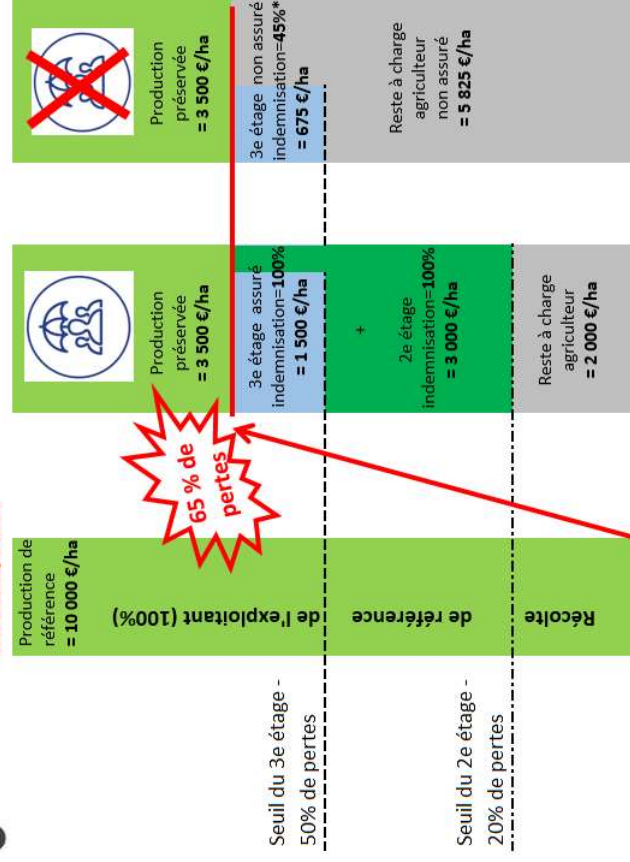 Production de
référence
= 10 000 €/ha
Récolte
de référence
de l'exploitant (100%)
Seuil du 3e étage -
50% de pertes
Seuil du 2e étage -
20% de pertes
65 % de
pertes
Production
préservée
= 3 500 €/ha
3e étage assuré
indemnisation=100%
= 1 500 €/ha
+
2e étage
indemnisation=100%
= 3 000 €/ha
Reste à charge
agriculteur
= 2 000 €/ha
Production
préservée
= 3 500 €/ha
3e étage non assuré
indemnisation=45%*
= 675 €/ha
Reste à charge
agriculteur
non assuré
= 5 825 €/ha